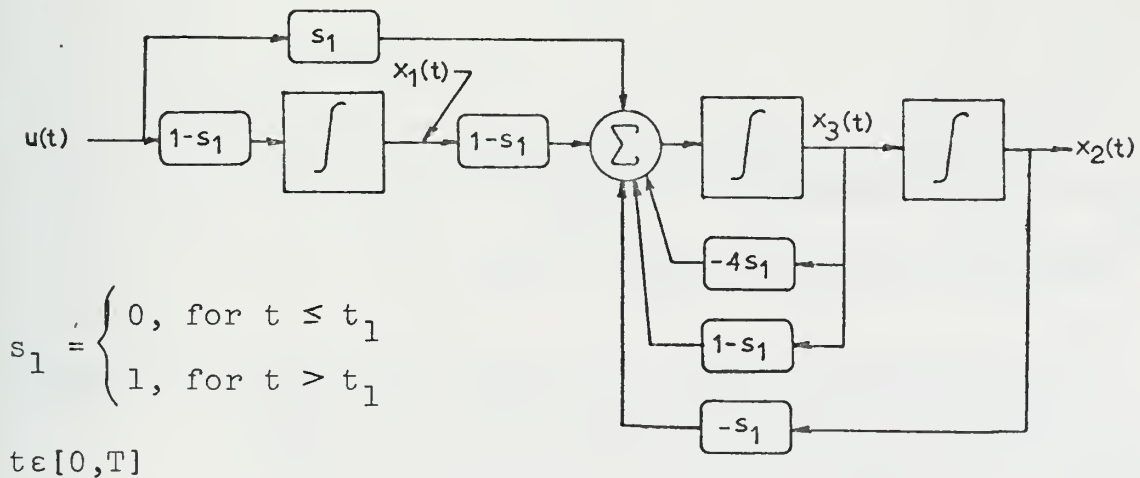 s₁
x₁(t)
u(t)
1-s₁
∫
1-s₁
Σ
∫
x₃(t)
∫
x₂(t)
-4s₁
1-s₁
-s₁
s₁ = { 0, for t ≤ t₁
1, for t > t₁
tε[0,T]